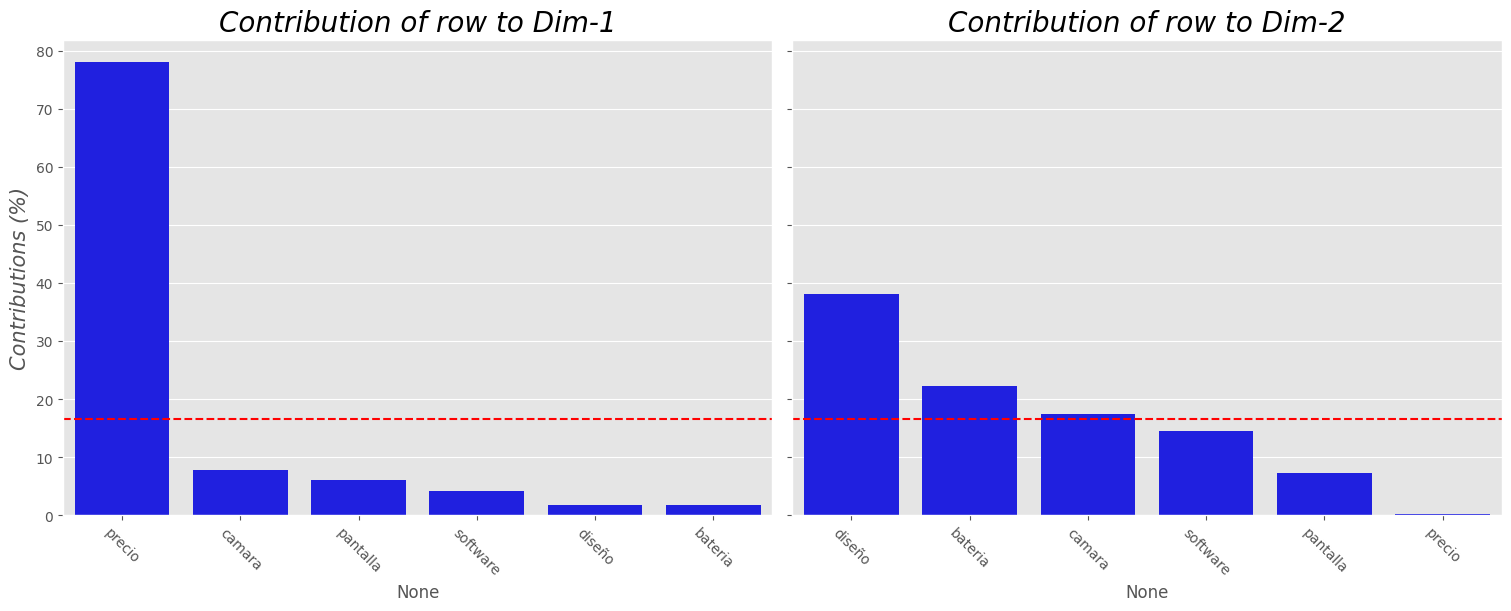 Contribution of row to Dim-1
Contribution of row to Dim-2
Contributions (%)
80
70
60
50
40
30
20
10
0
precio
camara
pantalla
software
diseño
bateria
None
diseño
bateria
camara
software
pantalla
precio
None